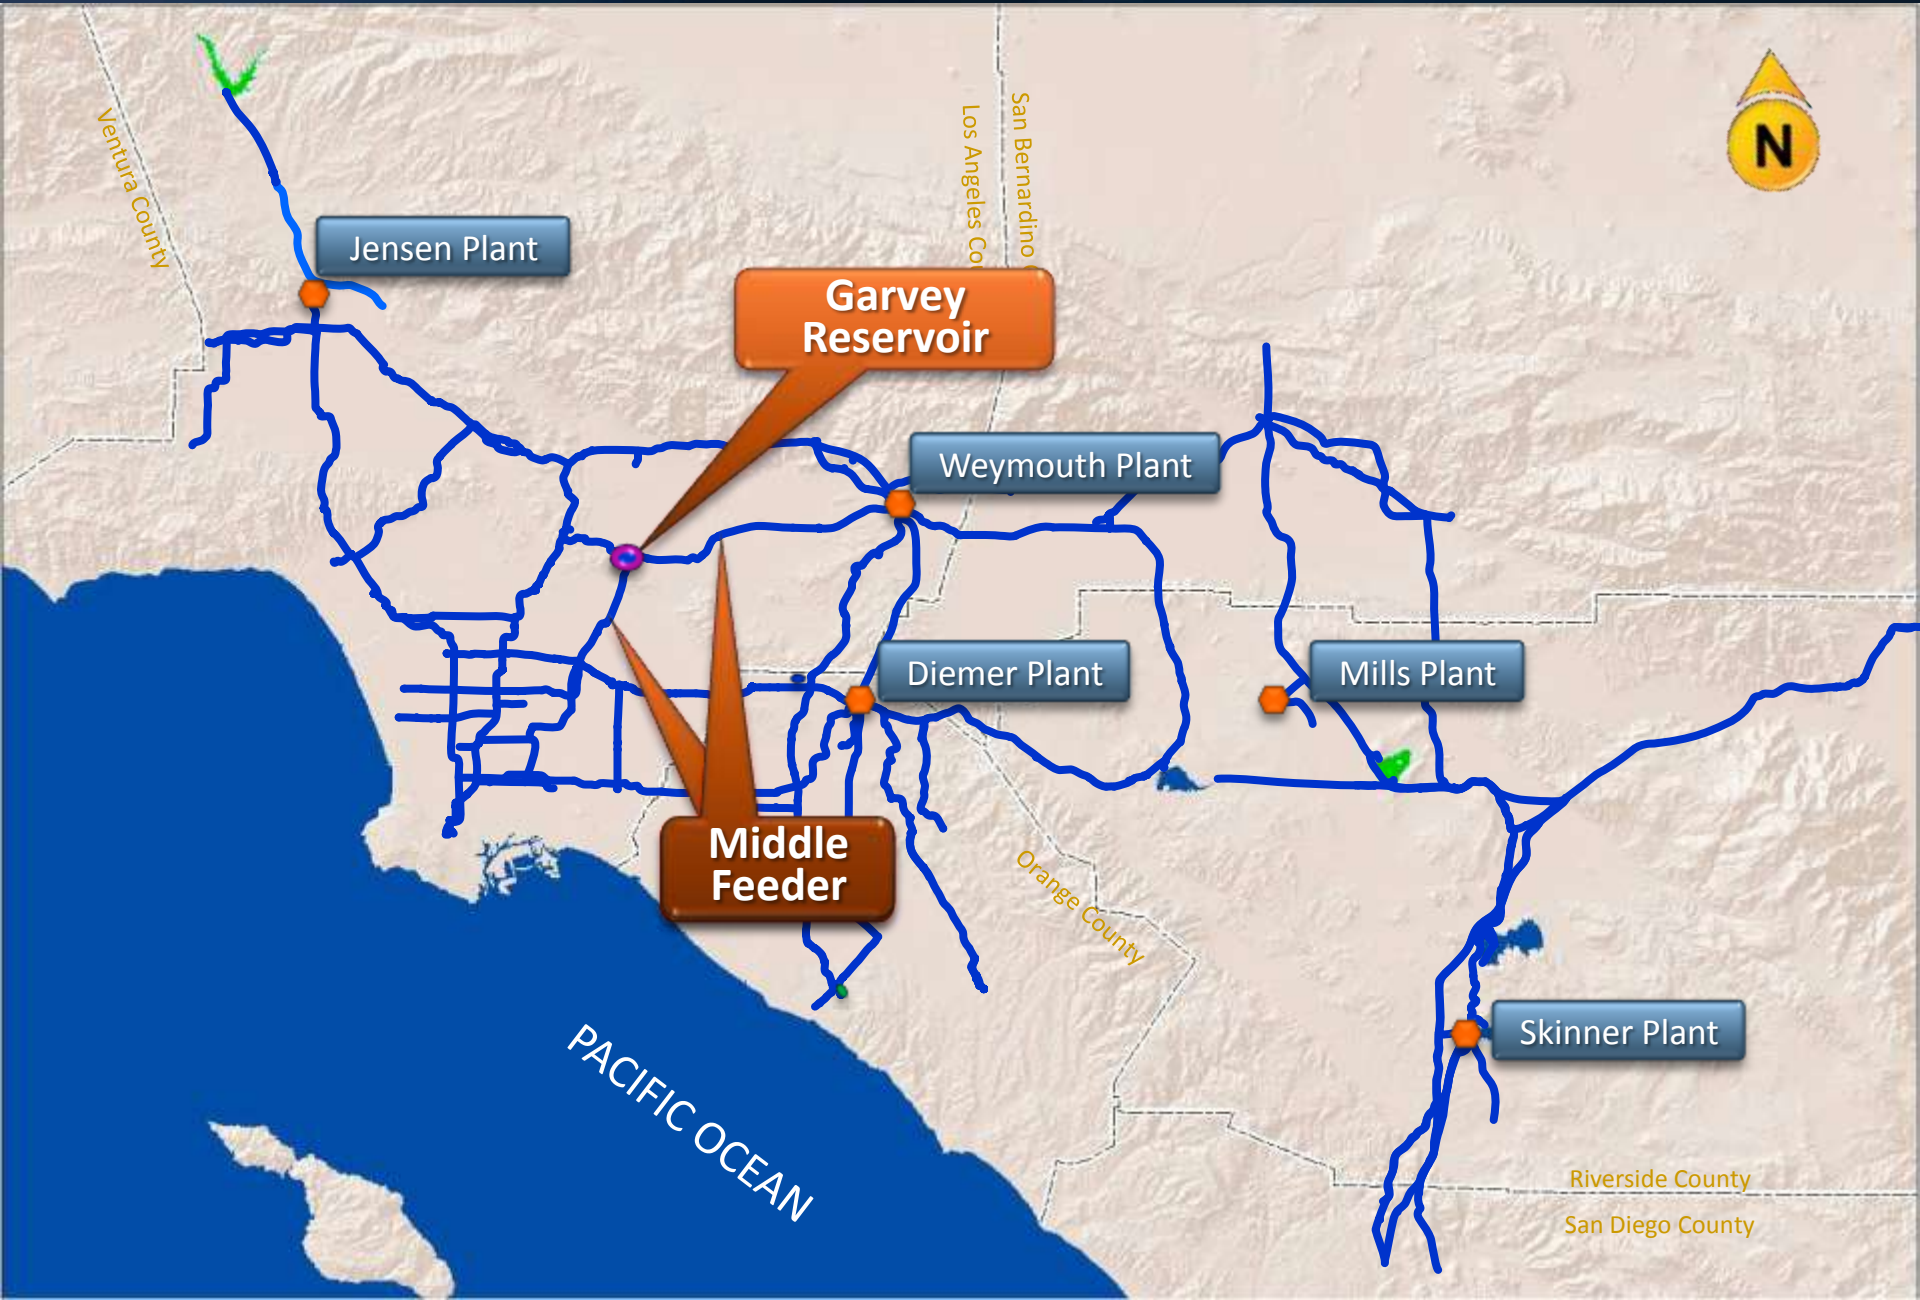 N
Ventura County
Los Angeles Cou
San Bernardino
Jensen Plant
Garvey
Reservoir
Weymouth Plant
Diemer Plant
Mills Plant
Middle
Feeder
Orange County
Skinner Plant
PACIFIC OCEAN
Riverside County
San Diego County